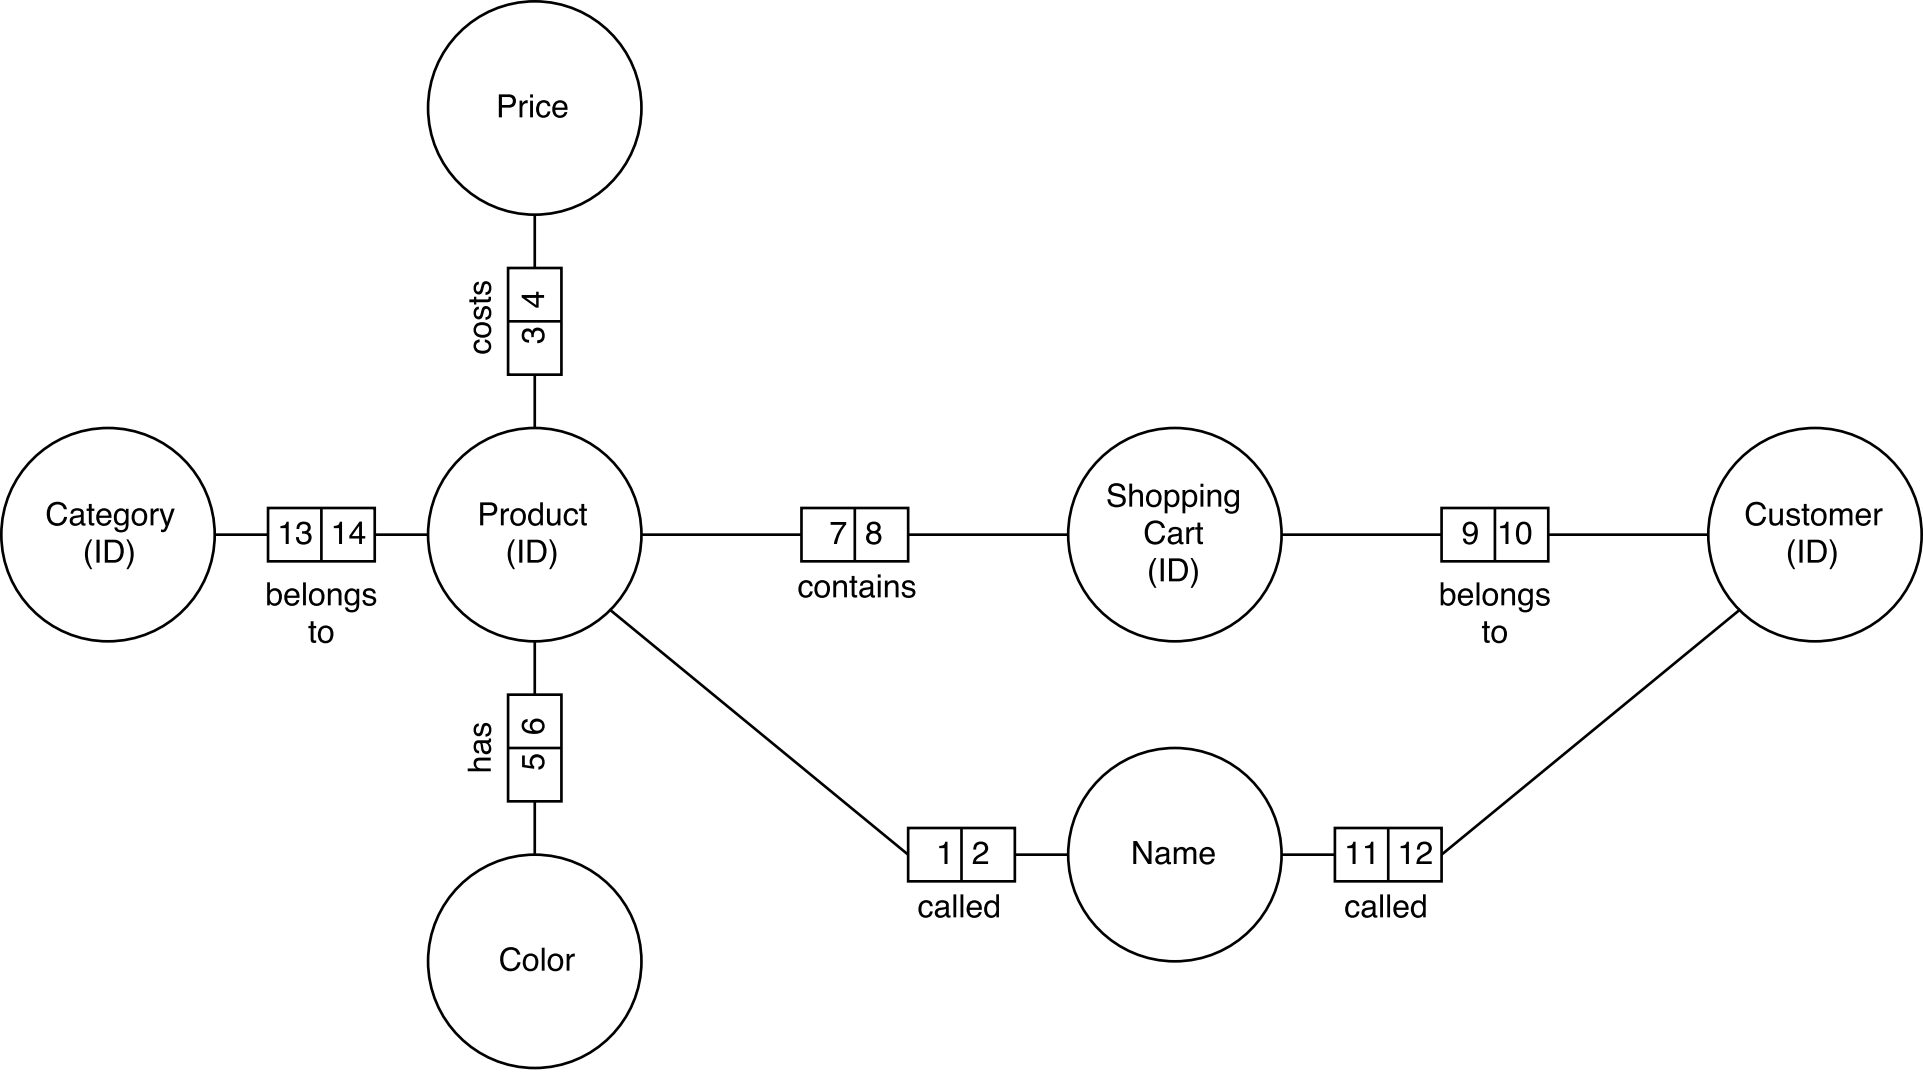 Price
costs
4
3
Category
(ID)
13 14
belongs
to
Product
(ID)
7 8
contains
Shopping
Cart
(ID)
9 10
belongs
to
Customer
(ID)
has
6
5
1 2
called
Name
11 12
called
Color